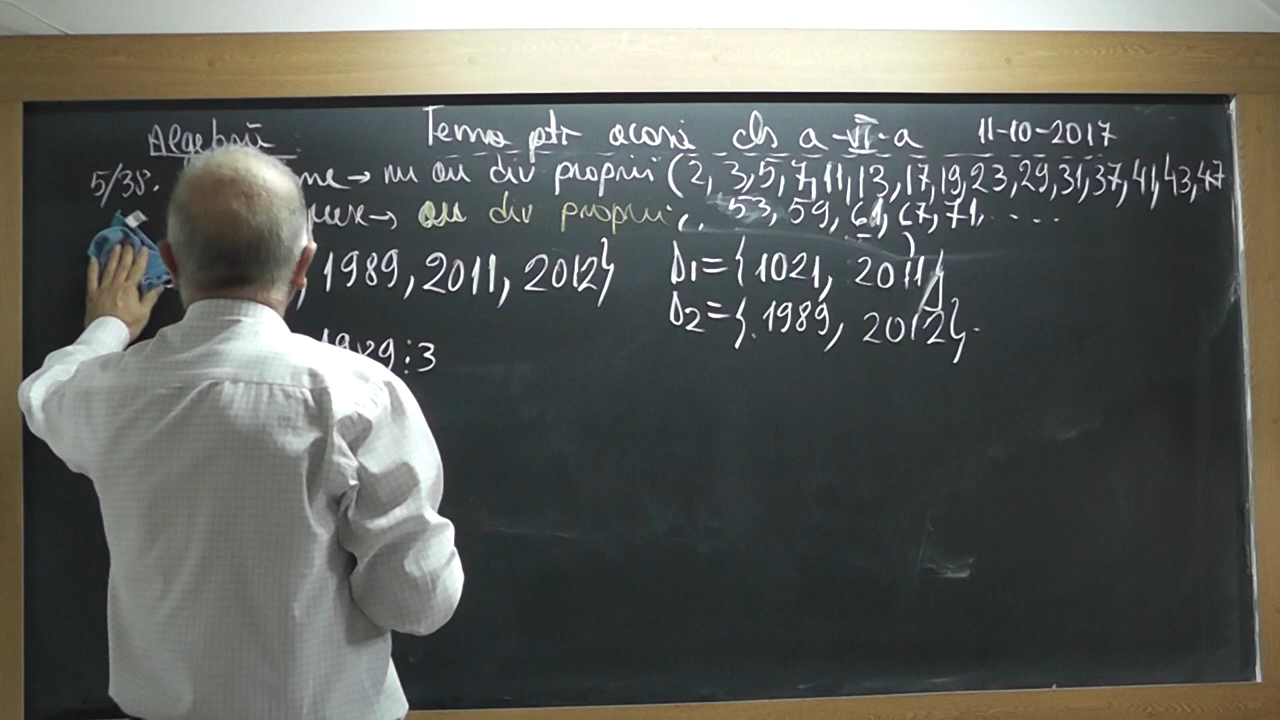 Algebră: Tema ptr acasă cls a-VI-a 11-10-2017
5/38. me → nu au div proprii (2, 3, 5, 7, 11, 13, 17, 19, 23, 29, 31, 37, 41, 43, 47
→ au div proprii, 53, 59, 61, 67, 71, ....)
, 1989, 2011, 2012} D1={1021, 2011}
D2={1989, 2012}.
1989:3